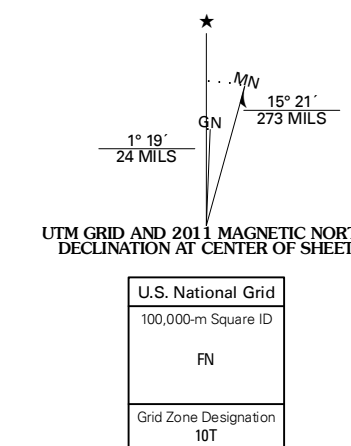 ★
MN
15° 21´
273 MILS
GN
1° 19´
24 MILS
UTM GRID AND 2011 MAGNETIC NORT
DECLINATION AT CENTER OF SHEET
U.S. National Grid
100,000-m Square ID
FN
Grid Zone Designation
10T